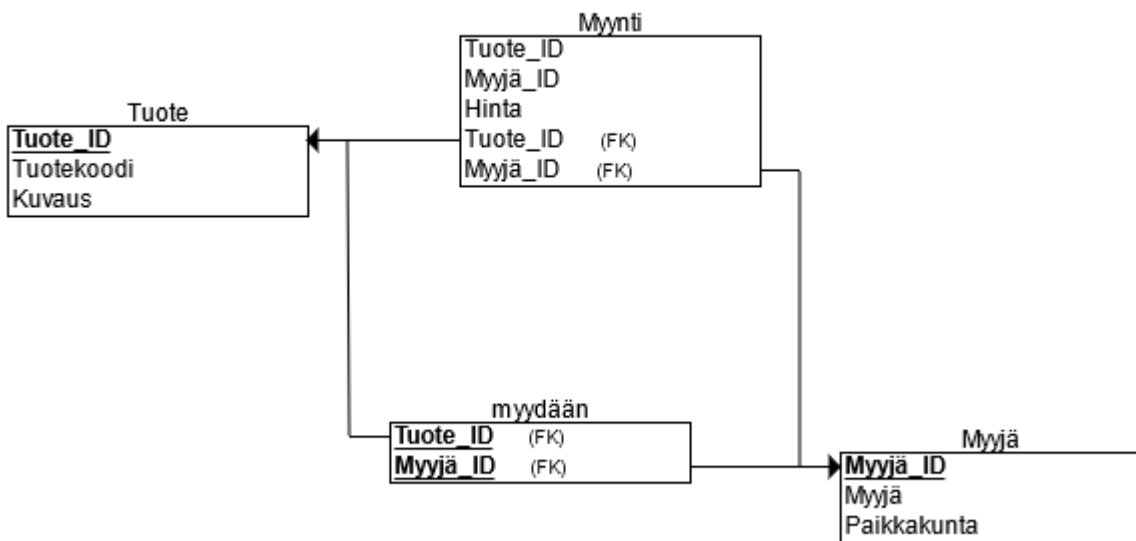 Myynti
Tuote_ID
Myyjä_ID
Hinta
Tuote_ID (FK)
Myyjä_ID (FK)
Tuote
Tuote_ID
Tuotekoodi
Kuvaus
myydään
Tuote_ID (FK)
Myyjä_ID (FK)
Myyjä
Myyjä_ID
Myyjä
Paikkakunta